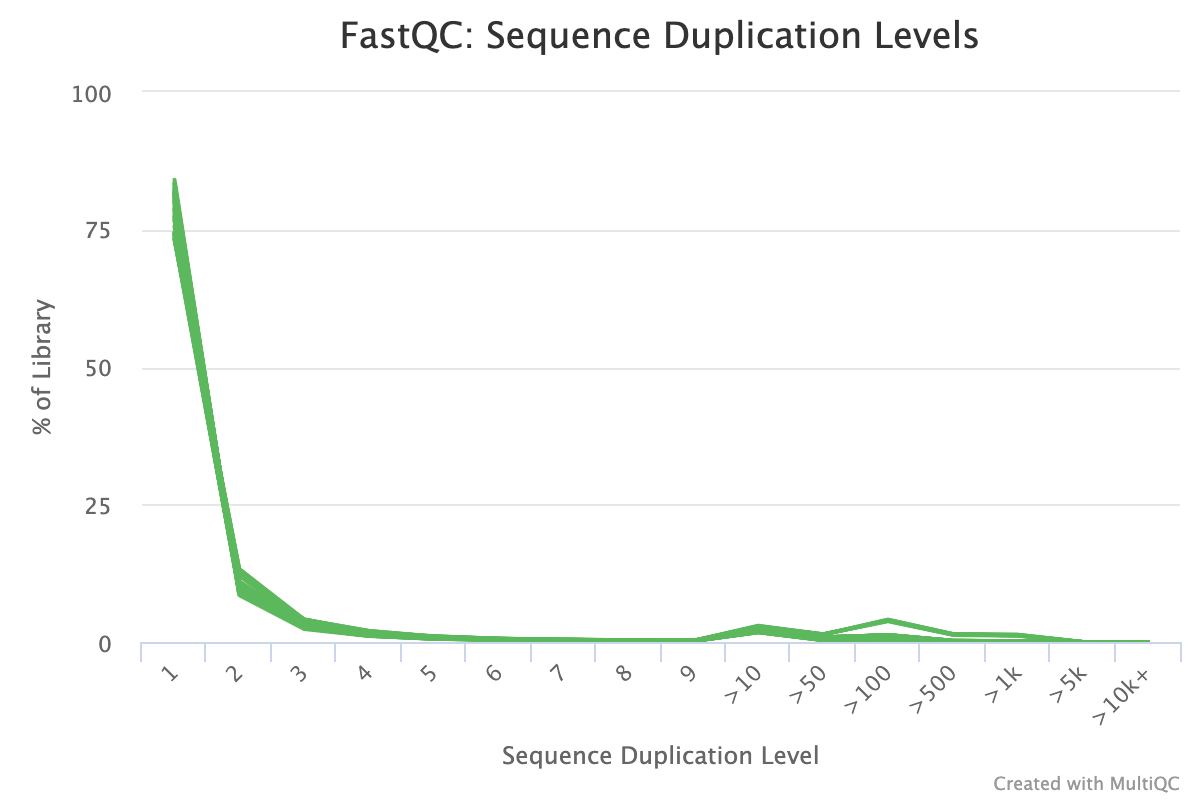 FastQC: Sequence Duplication Levels
100
75
50
25
0
% of Library
1 2 3 4 5 6 7 8 9 >10 >50 >100 >500 >1k >5k >10k+
Sequence Duplication Level
Created with MultiQC